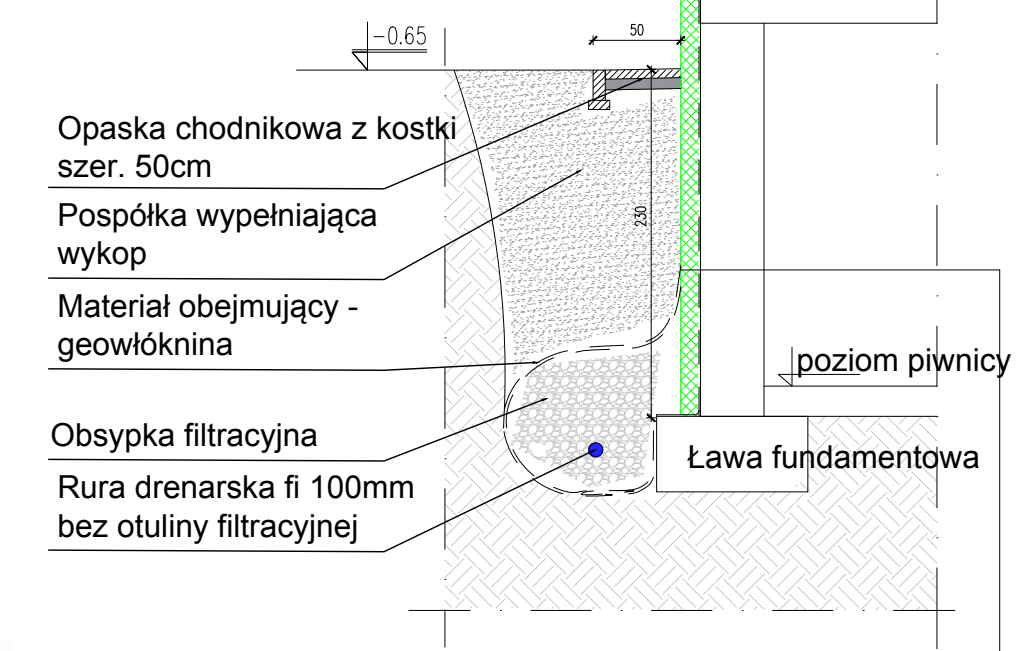 50
-0.65
Opaska chodnikowa z kostki
szer. 50cm
Pospółka wypełniająca
wykop
230
Materiał obejmujący -
geowłóknina
poziom piwnicy
Obsypka filtracyjna
Ława fundamentowa
Rura drenarska fi 100mm
bez otuliny filtracyjnej